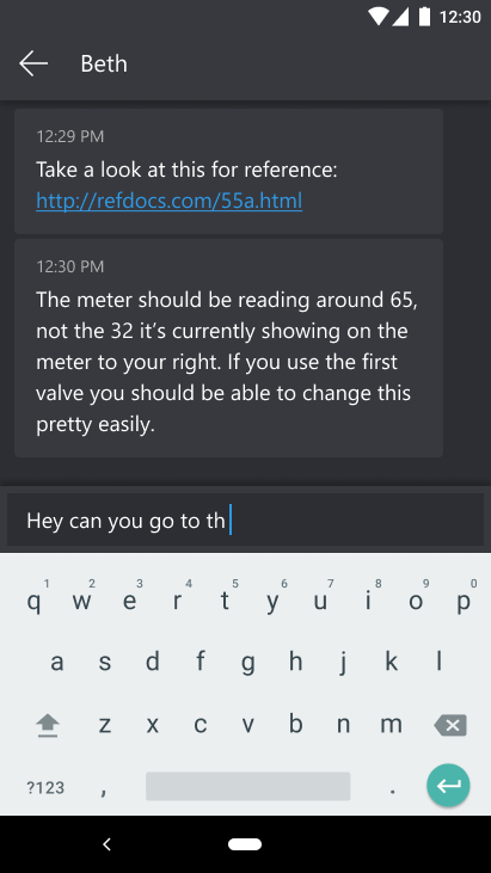 12:30
Beth
12:29 PM
Take a look at this for reference:
http://refdocs.com/55a.html
12:30 PM
The meter should be reading around 65,
not the 32 it’s currently showing on the
meter to your right. If you use the first
valve you should be able to change this
pretty easily.
Hey can you go to th
1 2 3 4 5 6 7 8 9 0
q w e r t y u i o p
a s d f g h j k l
z x c v b n m
?123 , .